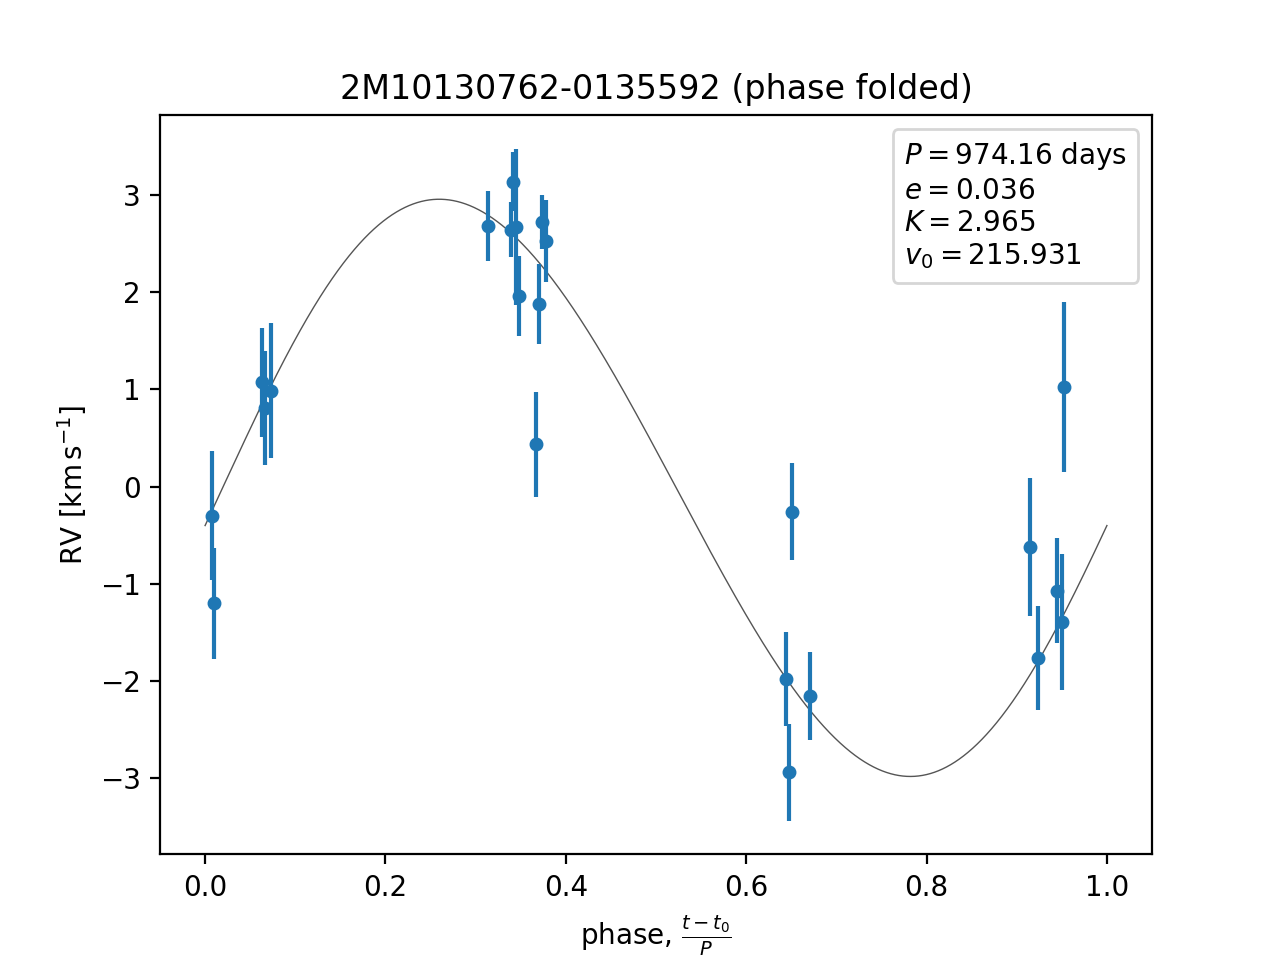 2M10130762-0135592 (phase folded)
P = 974.16 days
e = 0.036
K = 2.965
v₀ = 215.931
3
2
1
0
−1
−2
−3
RV [km s⁻¹]
0.0 0.2 0.4 0.6 0.8 1.0
phase, (t − t₀)/P